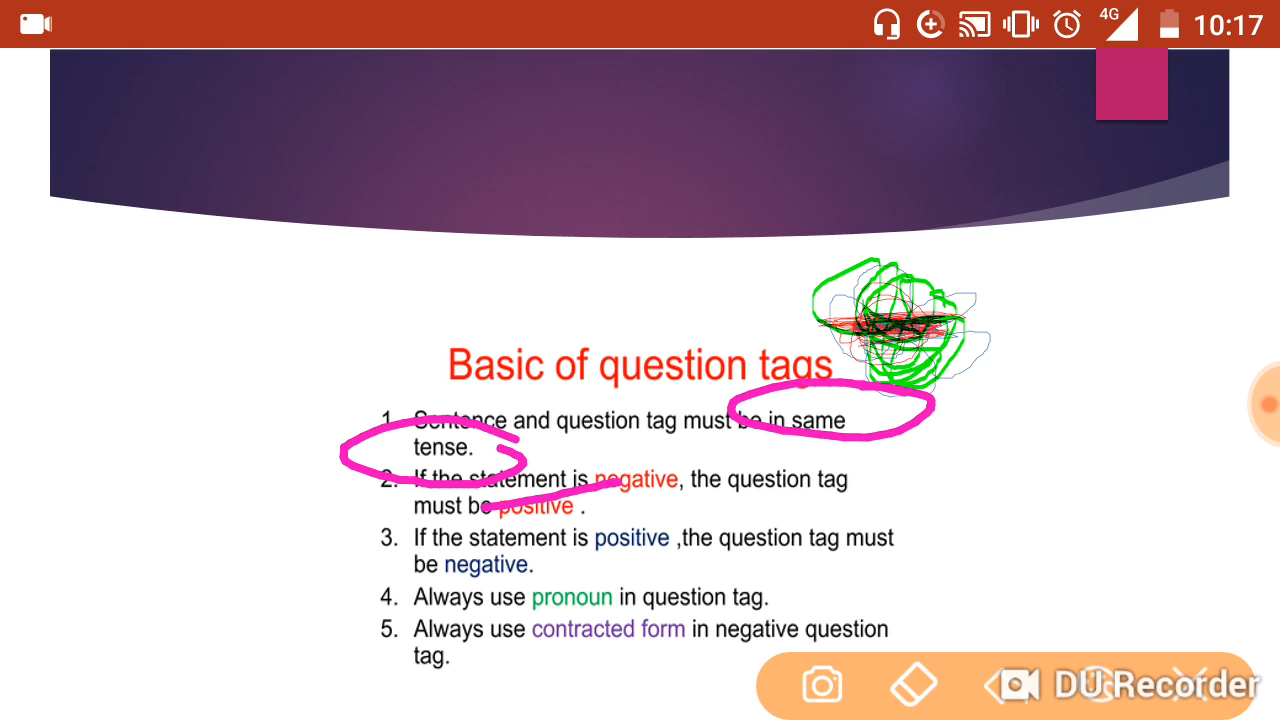 4G
10:17
Basic of question tags
1. Sentence and question tag must be in same
tense.
2. If the statement is negative, the question tag
must be positive .
3. If the statement is positive ,the question tag must
be negative.
4. Always use pronoun in question tag.
5. Always use contracted form in negative question
tag.
DU Recorder